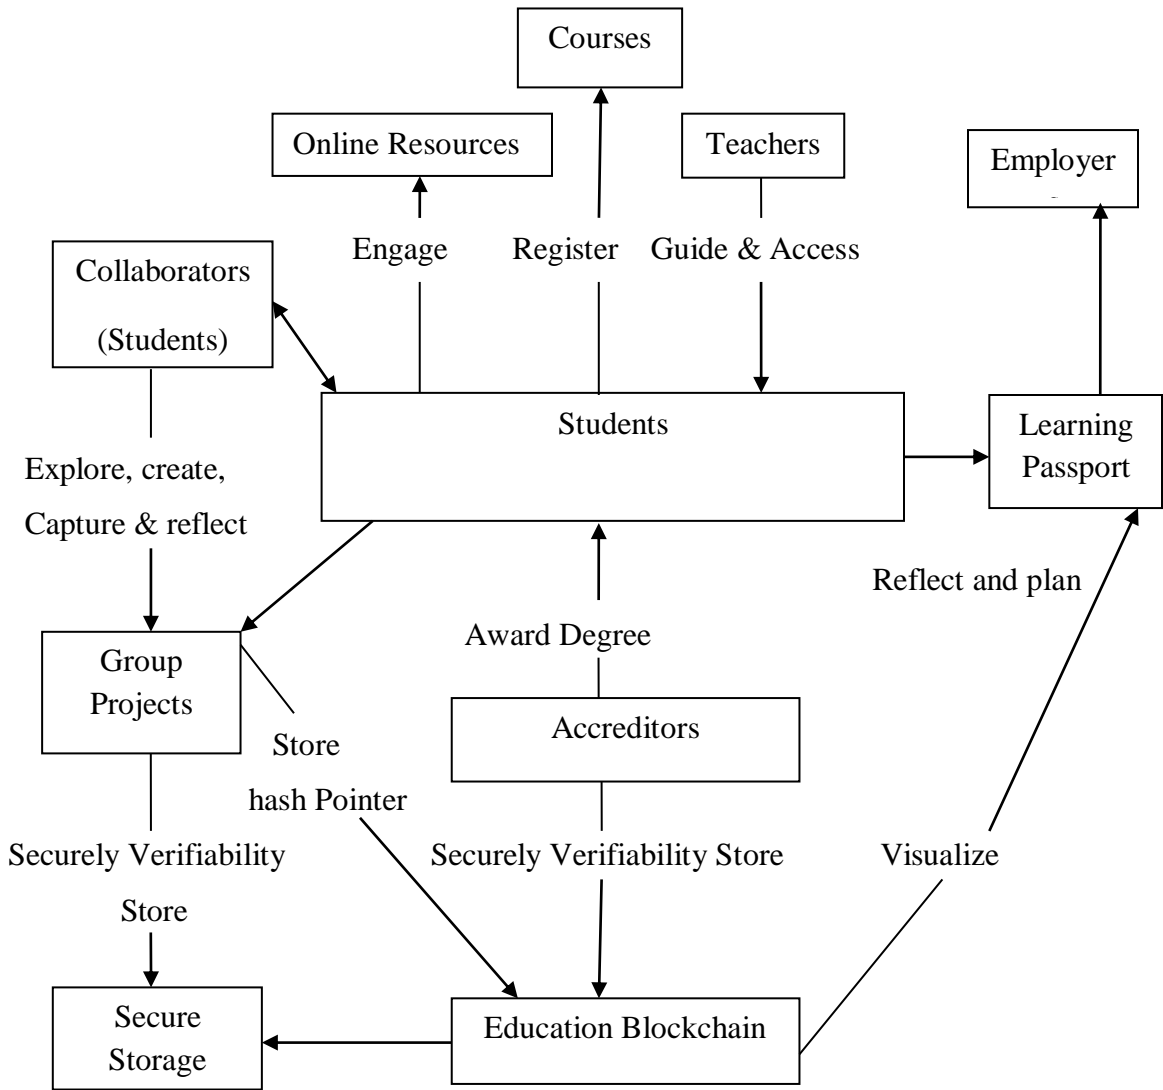 Courses
Online Resources
Teachers
Employer
Engage
Register
Guide & Access
Collaborators
(Students)
Students
Learning
Passport
Explore, create,
Capture & reflect
Reflect and plan
Award Degree
Group
Projects
Accreditors
Store
hash Pointer
Securely Verifiability
Store
Securely Verifiability Store
Visualize
Secure
Storage
Education Blockchain